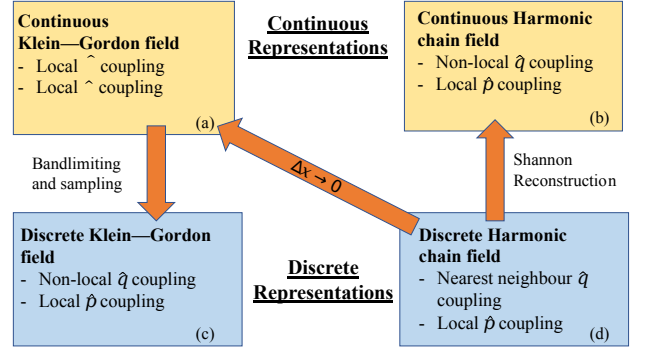 Continuous
Klein—Gordon field
- Local ˆ coupling
- Local ˆ coupling
(a)
Continuous
Representations
Continuous Harmonic
chain field
- Non-local q̂ coupling
- Local p̂ coupling
(b)
Bandlimiting
and sampling
Δx → 0
Shannon
Reconstruction
Discrete Klein—Gordon
field
- Non-local q̂ coupling
- Local p̂ coupling
(c)
Discrete
Representations
Discrete Harmonic
chain field
- Nearest neighbour q̂
coupling
- Local p̂ coupling
(d)